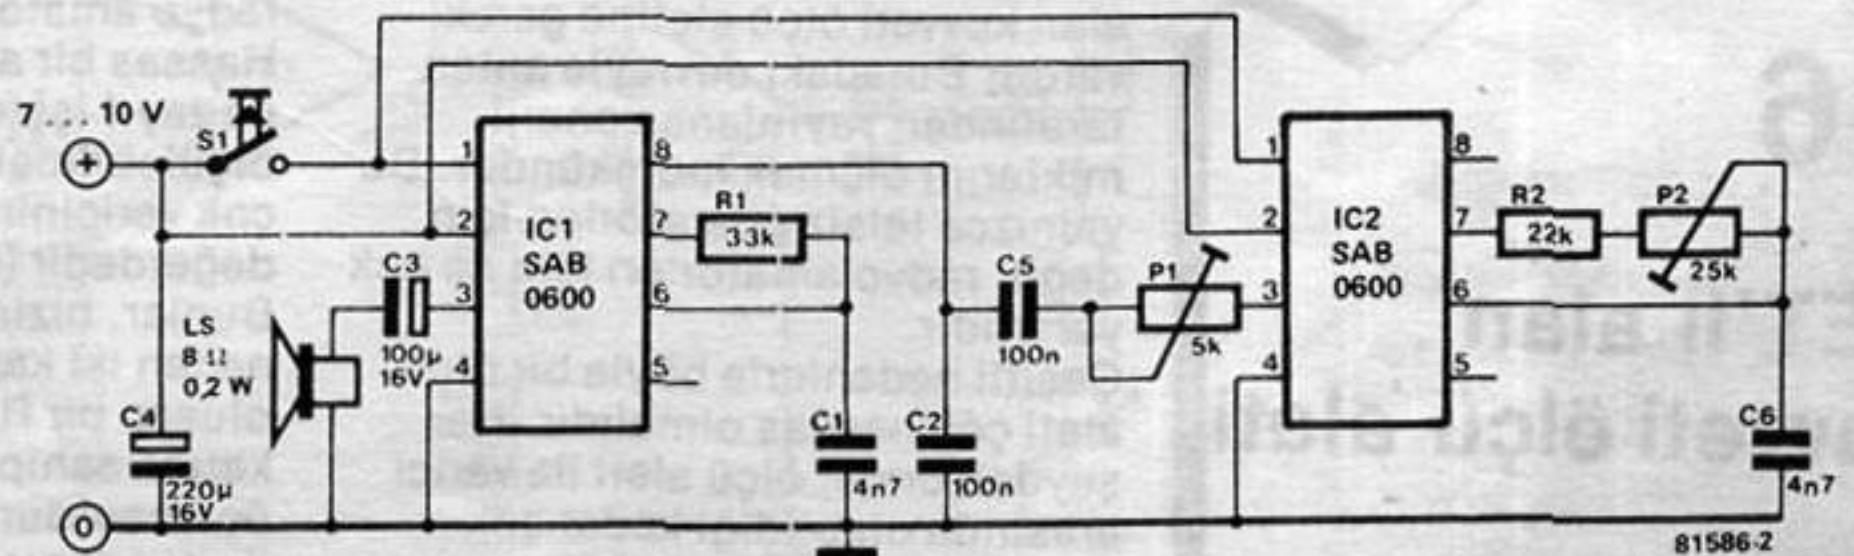 7 . . . 10 V
+
S1
1
2
3
4
IC1
SAB
0600
8
7
6
5
R1
33k
C3
100µ
16V
LS
8 Ω
0,2 W
C4
220µ
16V
0
C1
4n7
C2
100n
C5
100n
P1
5k
1
2
3
4
IC2
SAB
0600
8
7
6
5
R2
22k
P2
25k
C6
4n7
81586-2